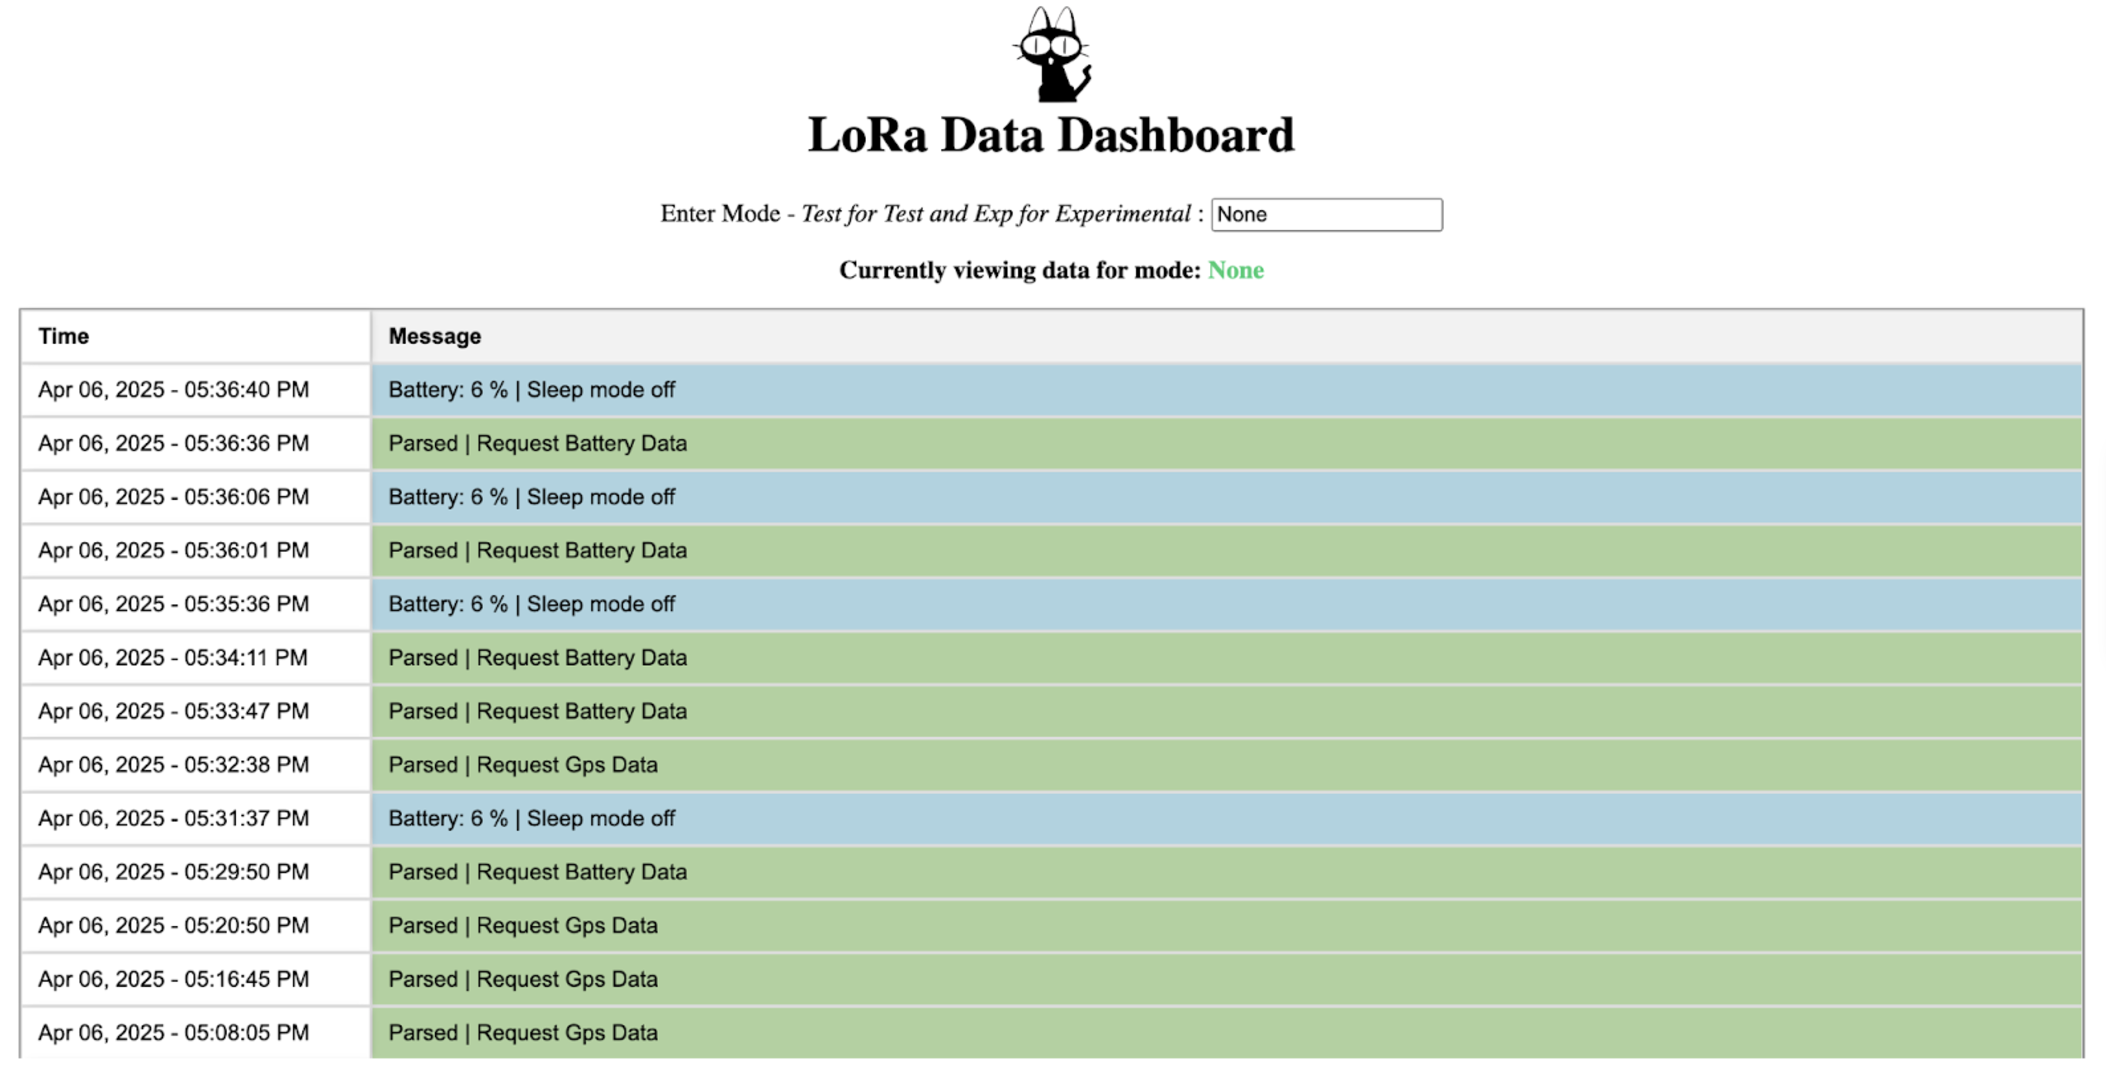 LoRa Data Dashboard
Enter Mode - Test for Test and Exp for Experimental : None
Currently viewing data for mode: None
Time Message
Apr 06, 2025 - 05:36:40 PM Battery: 6 % | Sleep mode off
Apr 06, 2025 - 05:36:36 PM Parsed | Request Battery Data
Apr 06, 2025 - 05:36:06 PM Battery: 6 % | Sleep mode off
Apr 06, 2025 - 05:36:01 PM Parsed | Request Battery Data
Apr 06, 2025 - 05:35:36 PM Battery: 6 % | Sleep mode off
Apr 06, 2025 - 05:34:11 PM Parsed | Request Battery Data
Apr 06, 2025 - 05:33:47 PM Parsed | Request Battery Data
Apr 06, 2025 - 05:32:38 PM Parsed | Request Gps Data
Apr 06, 2025 - 05:31:37 PM Battery: 6 % | Sleep mode off
Apr 06, 2025 - 05:29:50 PM Parsed | Request Battery Data
Apr 06, 2025 - 05:20:50 PM Parsed | Request Gps Data
Apr 06, 2025 - 05:16:45 PM Parsed | Request Gps Data
Apr 06, 2025 - 05:08:05 PM Parsed | Request Gps Data